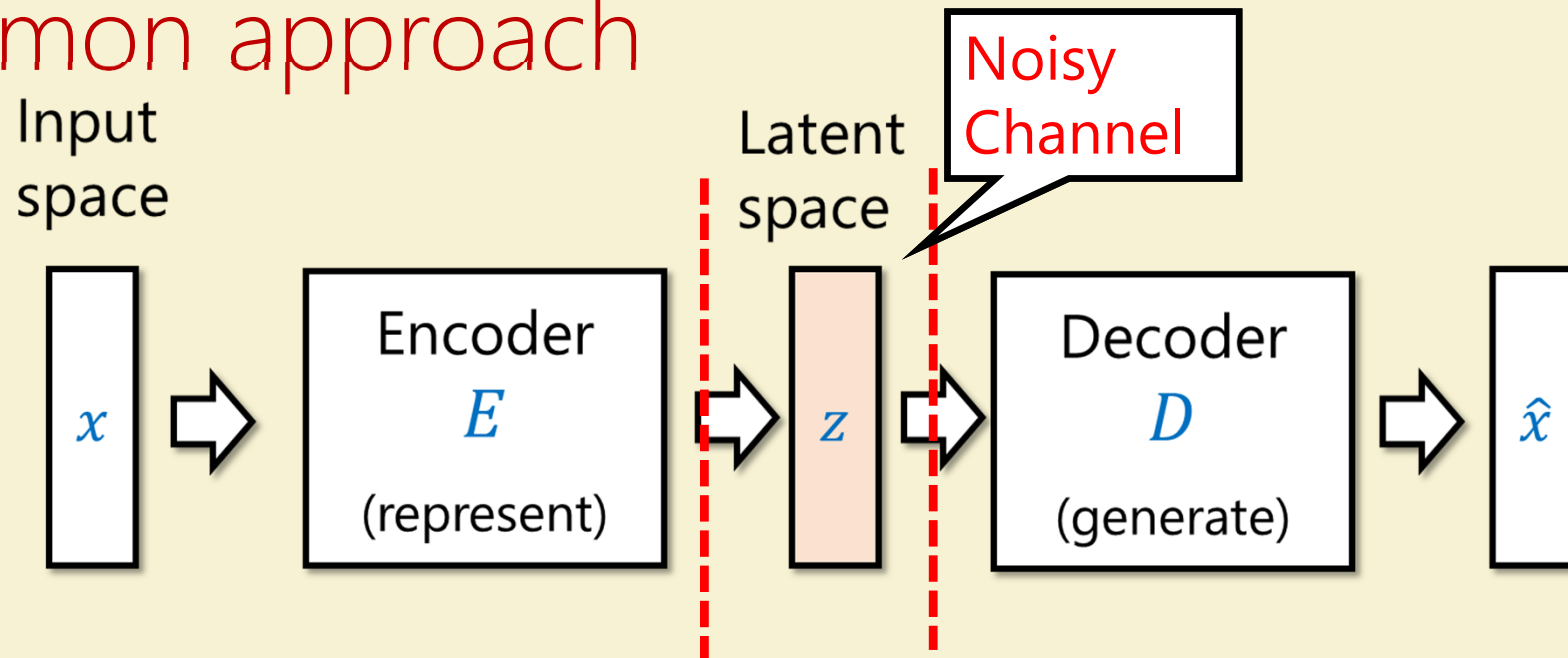 mon approach
Input
space
Latent
space
Noisy
Channel
x
Encoder
E
(represent)
z
Decoder
D
(generate)
x̂